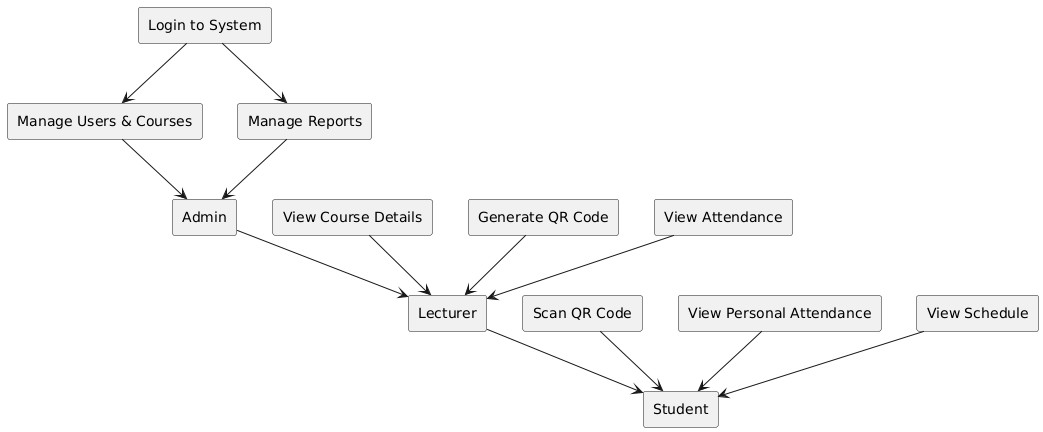 Login to System
Manage Users & Courses
Manage Reports
Admin
View Course Details
Generate QR Code
View Attendance
Lecturer
Scan QR Code
View Personal Attendance
View Schedule
Student